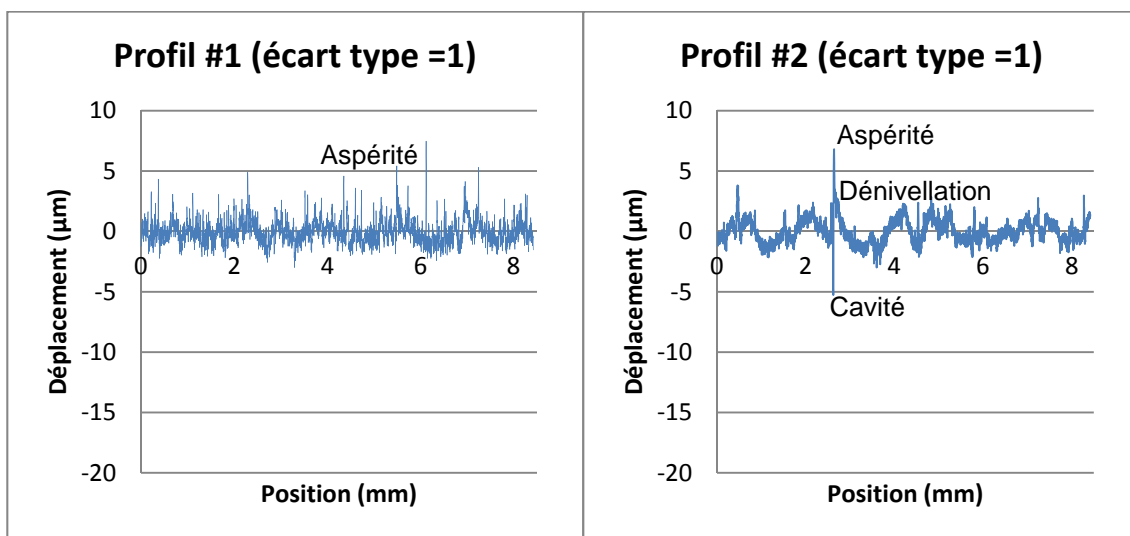 Profil #1 (écart type =1)
10
5
0
-5
-10
-15
-20
0
2
4
6
8
Aspérité
Déplacement (µm)
Position (mm)
Profil #2 (écart type =1)
10
5
0
-5
-10
-15
-20
0
2
4
6
8
Aspérité
Dénivellation
Cavité
Déplacement (µm)
Position (mm)